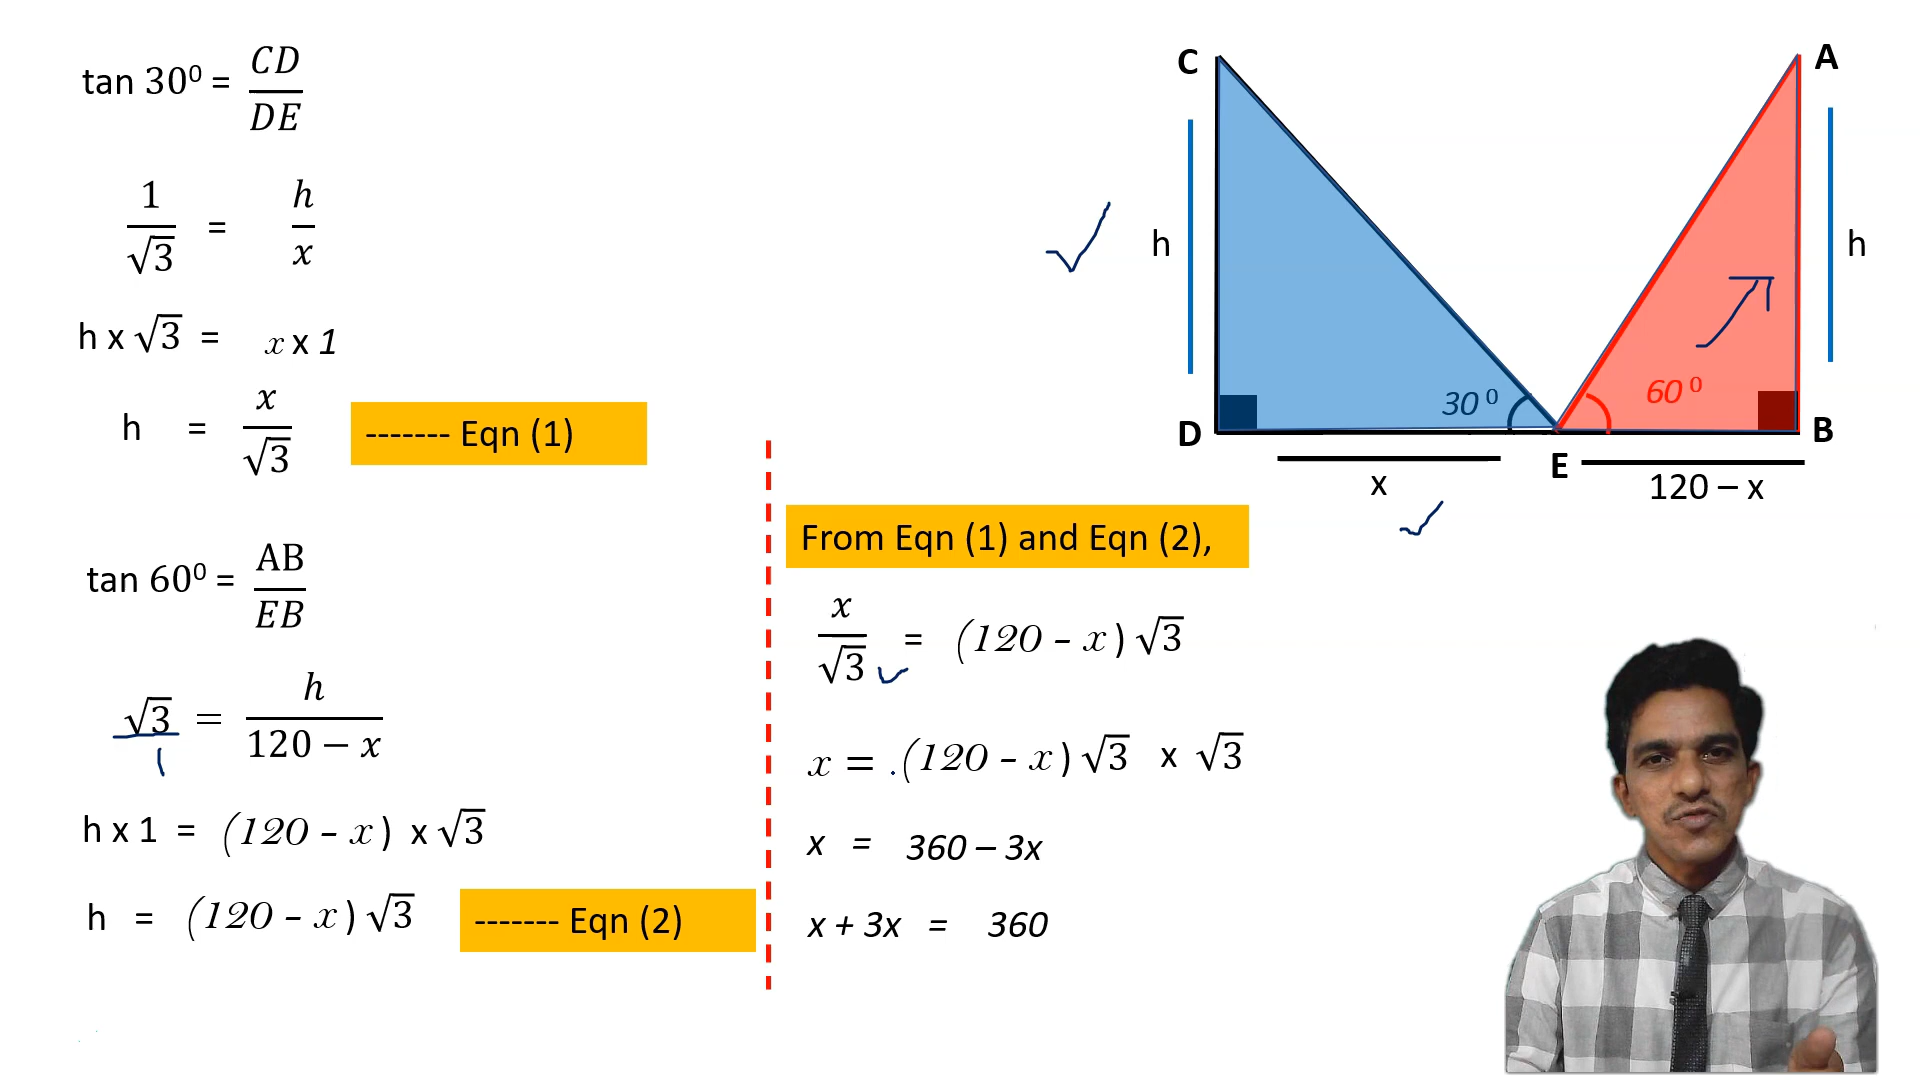 tan 30⁰ = CD/DE
1/√3 = h/x
h x √3 = x x 1
h = x/√3 ------- Eqn (1)
tan 60⁰ = AB/EB
√3/1 = h/(120 − x)
h x 1 = (120 - x) x √3
h = (120 - x) √3 ------- Eqn (2)
From Eqn (1) and Eqn (2),
x/√3 = (120 - x) √3
x = .(120 - x) √3 x √3
x = 360 – 3x
x + 3x = 360
C
A
h
h
30⁰
60⁰
D
B
E
x
120 – x